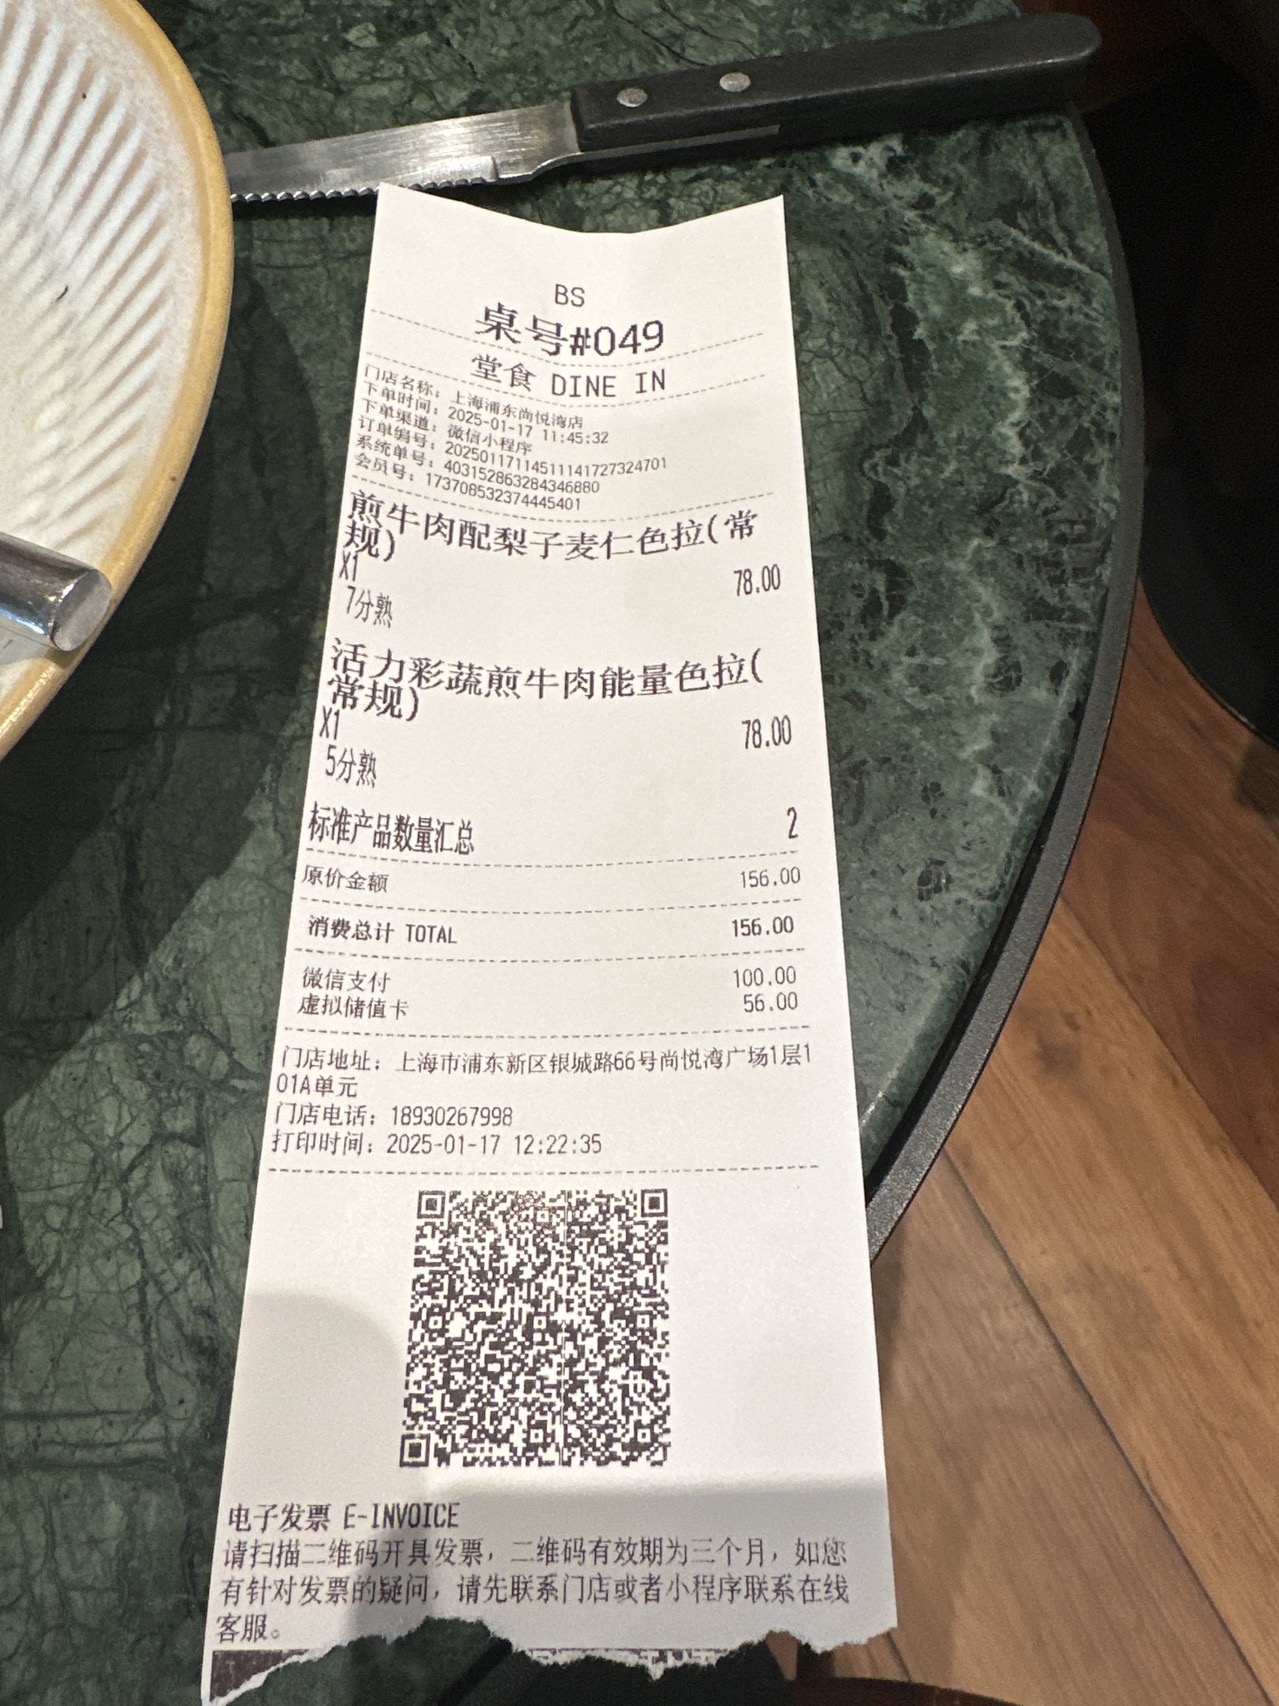 BS
桌号#049
堂食 DINE IN
门店名称：上海浦东尚悦湾店
下单时间：2025-01-17 11:45:32
下单渠道：微信小程序
订单编号：20250117114511141727324701
系统单号：403152863284346880
会员号：1737085323744454​01
煎牛肉配梨子麦仁色拉(常
规)
X1 78.00
7分熟
活力彩蔬煎牛肉能量色拉(
常规)
X1 78.00
5分熟
标准产品数量汇总 2
原价金额 156.00
消费总计 TOTAL 156.00
微信支付 100.00
虚拟储值卡 56.00
门店地址：上海市浦东新区银城路66号尚悦湾广场1层1
01A单元
门店电话：18930267998
打印时间：2025-01-17 12:22:35
电子发票 E-INVOICE
请扫描二维码开具发票，二维码有效期为三个月，如您
有针对发票的疑问，请先联系门店或者小程序联系在线
客服。